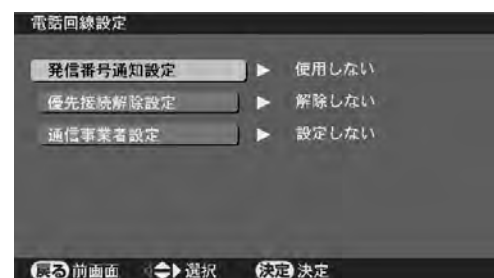 電話回線設定
発信番号通知設定 ▶ 使用しない
優先接続解除設定 ▶ 解除しない
通信事業者設定 ▶ 設定しない
戻る 前画面 選択 決定 決定